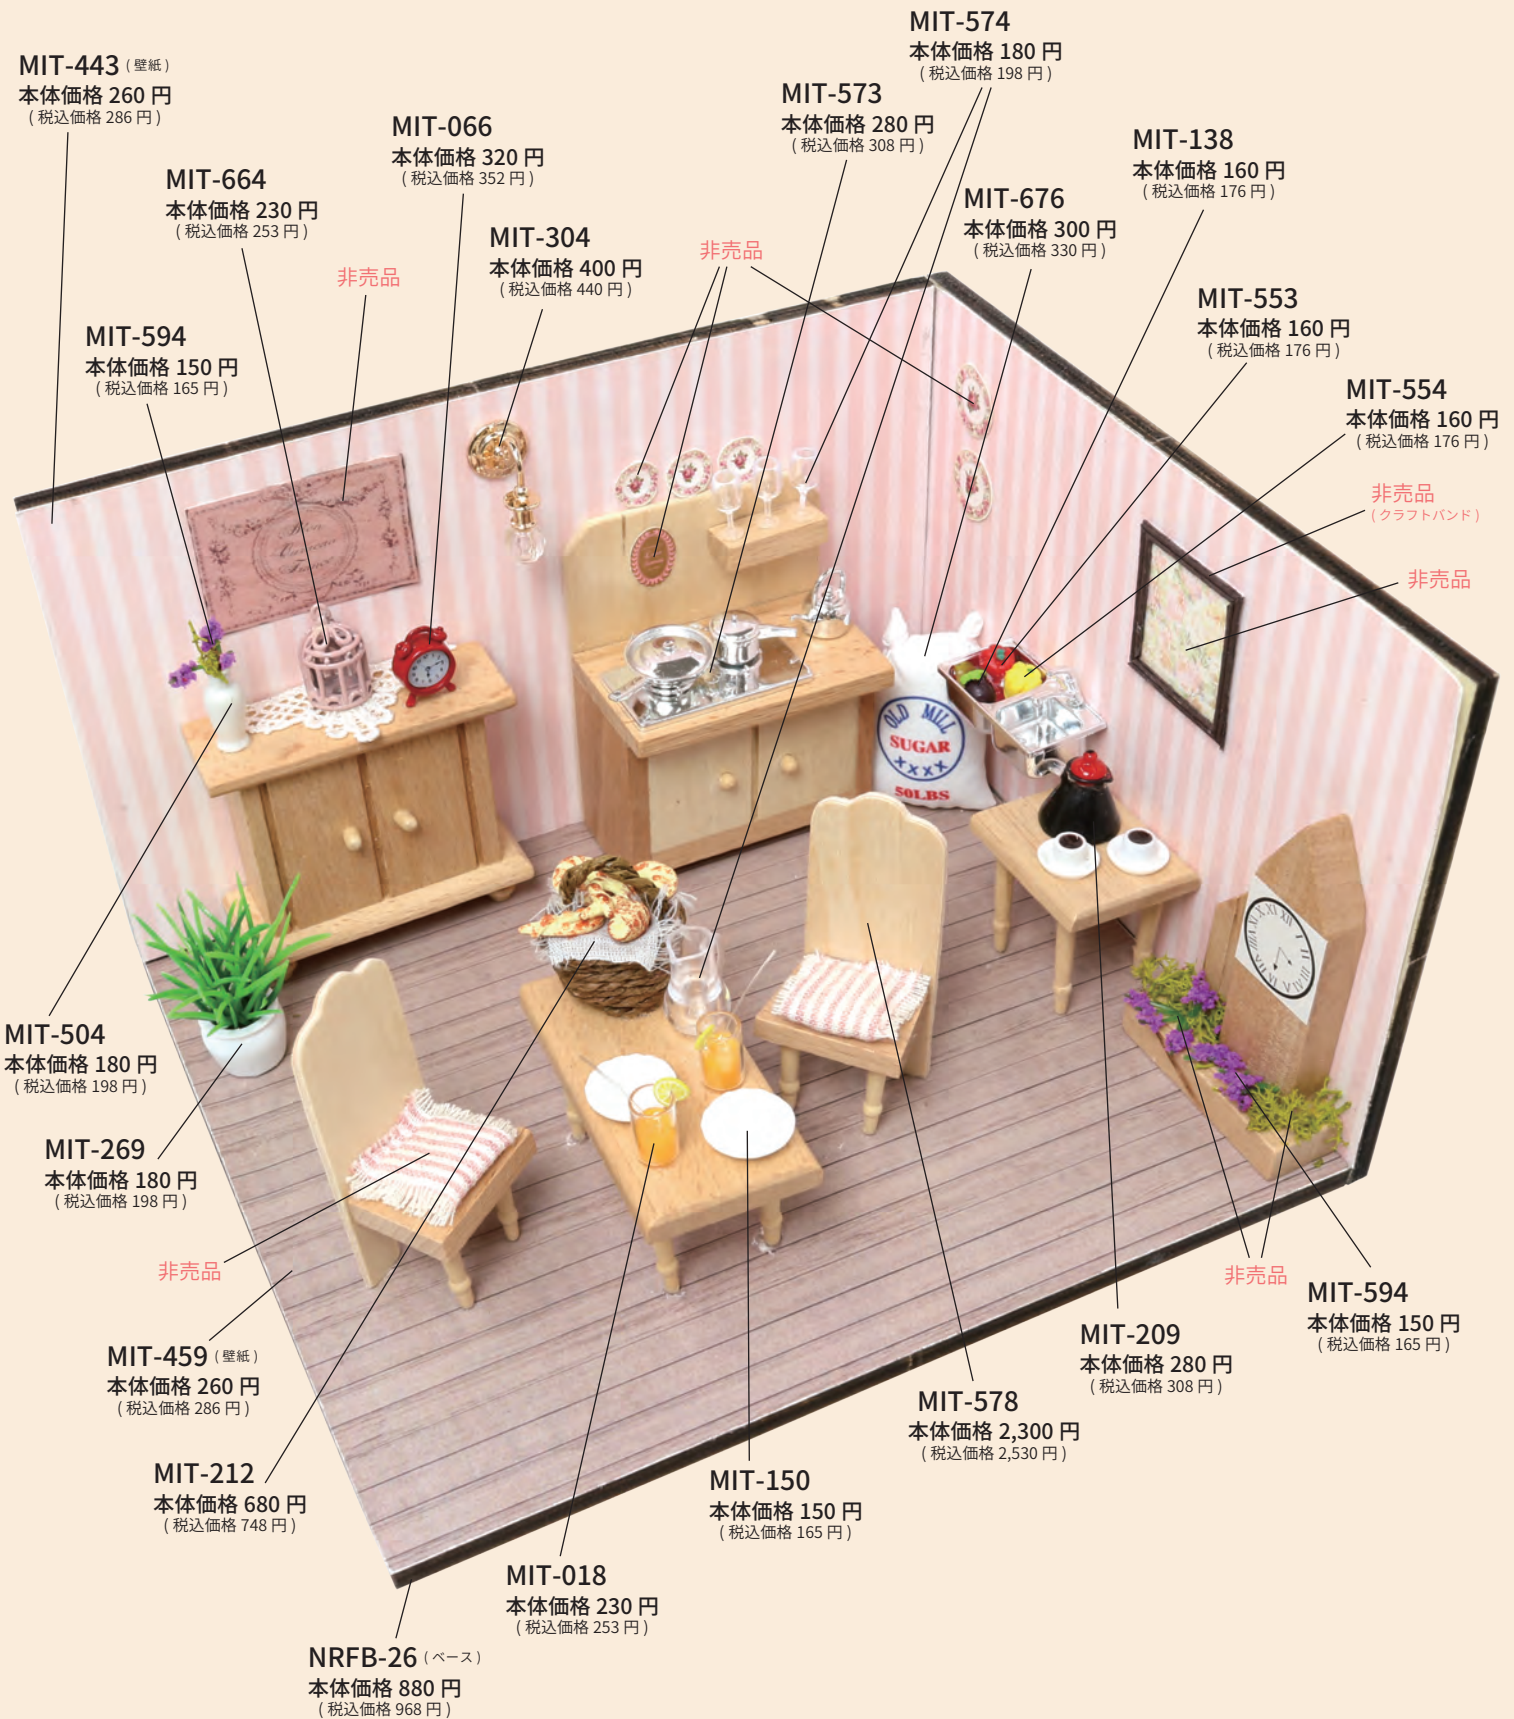 MIT-574
本体価格 180 円
( 税込価格 198 円 )
MIT-443 ( 壁紙 )
本体価格 260 円
( 税込価格 286 円 )
MIT-573
本体価格 280 円
( 税込価格 308 円 )
MIT-066
本体価格 320 円
( 税込価格 352 円 )
MIT-138
本体価格 160 円
( 税込価格 176 円 )
MIT-664
本体価格 230 円
( 税込価格 253 円 )
MIT-676
本体価格 300 円
( 税込価格 330 円 )
MIT-304
本体価格 400 円
( 税込価格 440 円 )
非売品
非売品
MIT-553
本体価格 160 円
( 税込価格 176 円 )
MIT-594
本体価格 150 円
( 税込価格 165 円 )
MIT-554
本体価格 160 円
( 税込価格 176 円 )
非売品
( クラフトバンド )
非売品
OLD MILL
SUGAR
XXXX
50LBS
MIT-504
本体価格 180 円
( 税込価格 198 円 )
MIT-269
本体価格 180 円
( 税込価格 198 円 )
非売品
非売品
MIT-594
本体価格 150 円
( 税込価格 165 円 )
MIT-209
本体価格 280 円
( 税込価格 308 円 )
MIT-459 ( 壁紙 )
本体価格 260 円
( 税込価格 286 円 )
MIT-578
本体価格 2,300 円
( 税込価格 2,530 円 )
MIT-212
本体価格 680 円
( 税込価格 748 円 )
MIT-150
本体価格 150 円
( 税込価格 165 円 )
MIT-018
本体価格 230 円
( 税込価格 253 円 )
NRFB-26 ( ベース )
本体価格 880 円
( 税込価格 968 円 )